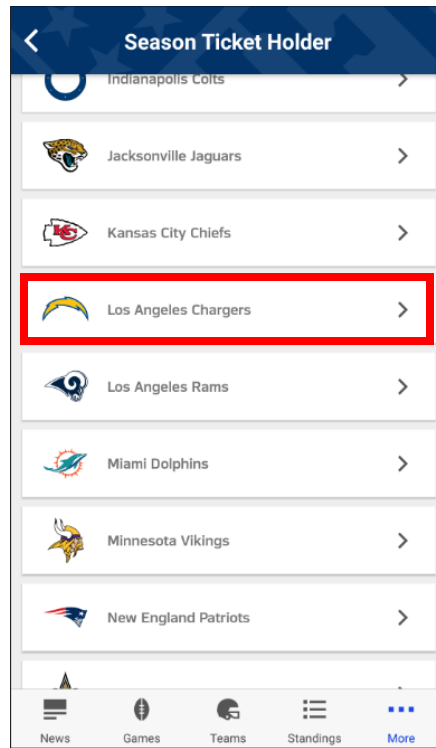 Season Ticket Holder
Indianapolis Colts
Jacksonville Jaguars
KC
Kansas City Chiefs
Los Angeles Chargers
Los Angeles Rams
Miami Dolphins
Minnesota Vikings
New England Patriots
News
Games
Teams
Standings
More